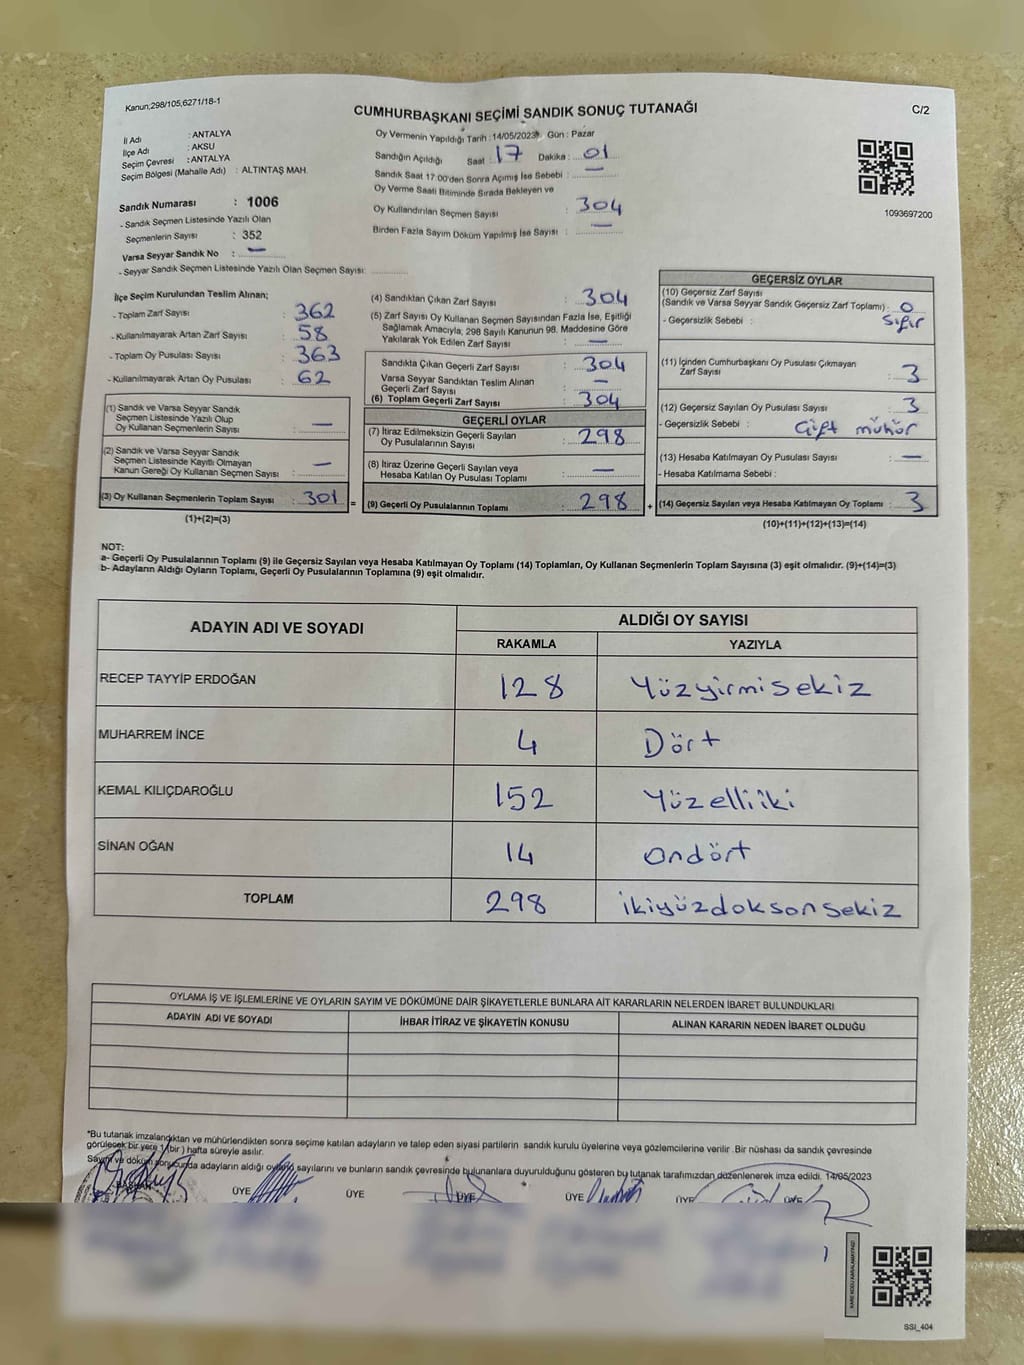 Kanun;298/105,6271/18-1
CUMHURBAŞKANI SEÇİMİ SANDIK SONUÇ TUTANAĞI
C/2
İl Adı : ANTALYA
İlçe Adı : AKSU
Seçim Çevresi : ANTALYA
Seçim Bölgesi (Mahalle Adı) : ALTINTAŞ MAH.
Oy Vermenin Yapıldığı Tarih : 14/05/2023 Gün : Pazar
Sandığın Açıldığı Saat : 17 Dakika : 01
Sandık Saat 17:00'den Sonra Açımış İse Sebebi : —
Oy Verme Saati Bitiminde Sırada Bekleyen ve
Oy Kullandırılan Seçmen Sayısı : 304
Birden Fazla Sayım Döküm Yapılmış İse Sayısı : —
1093697200
Sandık Numarası : 1006
- Sandık Seçmen Listesinde Yazılı Olan
Seçmenlerin Sayısı : 352
Varsa Seyyar Sandık No : —
- Seyyar Sandık Seçmen Listesinde Yazılı Olan Seçmen Sayısı:
İlçe Seçim Kurulundan Teslim Alınan;
- Toplam Zarf Sayısı : 362
- Kullanılmayarak Artan Zarf Sayısı : 58
- Toplam Oy Pusulası Sayısı : 363
- Kullanılmayarak Artan Oy Pusulası : 62
(1) Sandık ve Varsa Seyyar Sandık
Seçmen Listesinde Yazılı Olup
Oy Kullanan Seçmenlerin Sayısı : —
(2) Sandık ve Varsa Seyyar Sandık
Seçmen Listesinde Kayıtlı Olmayan
Kanun Gereği Oy Kullanan Seçmen Sayısı : —
(3) Oy Kullanan Seçmenlerin Toplam Sayısı : 301 =
(1)+(2)=(3)
(4) Sandıktan Çıkan Zarf Sayısı : 304
(5) Zarf Sayısı Oy Kullanan Seçmen Sayısından Fazla İse, Eşitliği
Sağlamak Amacıyla, 298 Sayılı Kanunun 98. Maddesine Göre
Yakılarak Yok Edilen Zarf Sayısı : —
Sandıkta Çıkan Geçerli Zarf Sayısı : 304
Varsa Seyyar Sandıktan Teslim Alınan
Geçerli Zarf Sayısı : —
(6) Toplam Geçerli Zarf Sayısı : 304
GEÇERLİ OYLAR
(7) İtiraz Edilmeksizin Geçerli Sayılan
Oy Pusulasının Sayısı : 298
(8) İtiraz Üzerine Geçerli Sayılan veya
Hesaba Katılan Oy Pusulası Toplamı : —
(9) Geçerli Oy Pusulalarının Toplamı : 298 +
GEÇERSİZ OYLAR
(10) Geçersiz Zarf Sayısı
(Sandık ve Varsa Seyyar Sandık Geçersiz Zarf Toplamı) : 0
- Geçersizlik Sebebi : Sıfır
(11) İçinden Cumhurbaşkanı Oy Pusulası Çıkmayan
Zarf Sayısı : 3
(12) Geçersiz Sayılan Oy Pusulası Sayısı : 3
- Geçersizlik Sebebi : Çift mühür
(13) Hesaba Katılmayan Oy Pusulası Sayısı : —
- Hesaba Katılmama Sebebi :
(14) Geçersiz Sayılan veya Hesaba Katılmayan Oy Toplamı : 3
(10)+(11)+(12)+(13)=(14)
NOT:
a- Geçerli Oy Pusulalarının Toplamı (9) ile Geçersiz Sayılan veya Hesaba Katılmayan Oy Toplamı (14) Toplamları, Oy Kullanan Seçmenlerin Toplam Sayısına (3) eşit olmalıdır. (9)+(14)=(3)
b- Adayların Aldığı Oyların Toplamı, Geçerli Oy Pusulalarının Toplamına (9) eşit olmalıdır.
ADAYIN ADI VE SOYADI
ALDIĞI OY SAYISI
RAKAMLA YAZIYLA
RECEP TAYYİP ERDOĞAN 128 Yüzyirmisekiz
MUHARREM İNCE 4 Dört
KEMAL KILIÇDAROĞLU 152 Yüzelliiki
SİNAN OĞAN 14 Ondört
TOPLAM 298 ikiyüzdoksonsekiz
OYLAMA İŞ VE İŞLEMLERİNE VE OYLARIN SAYIM VE DÖKÜMÜNE DAİR ŞİKAYETLERLE BUNLARA AİT KARARLARIN NELERDEN İBARET BULUNDUKLARI
ADAYIN ADI VE SOYADI İHBAR İTİRAZ VE ŞİKAYETİN KONUSU ALINAN KARARIN NEDEN İBARET OLDUĞU
*Bu tutanak imzalandıktan ve mühürlendikten sonra seçime katılan adayların ve talep eden siyasi partilerin sandık kurulu üyelerine veya gözlemcilerine verilir .Bir nüshası da sandık çevresinde
görülecek bir yere 1 (bir ) hafta süreyle asılır.
Sayım ve döküm sonucunda adayların aldığı oyların sayılarını ve bunların sandık çevresinde bulunanlara duyurulduğunu gösteren bu tutanak tarafımızdan düzenlenerek imza edildi. 14/05/2023
BAŞKAN ÜYE ÜYE ÜYE ÜYE ÜYE ÜYE
KARE KODU KARALAMAYINIZ!
SSI_404